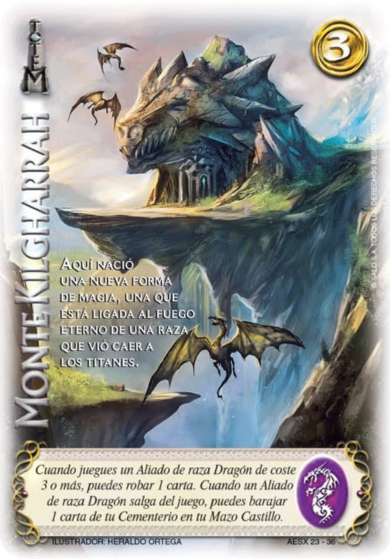 TOTEM
3
MONTE KILGHARRAH
AQUÍ NACIÓ
UNA NUEVA FORMA
DE MAGIA, UNA QUE
ESTÁ LIGADA AL FUEGO
ETERNO DE UNA RAZA
QUE VIÓ CAER A
LOS TITANES.
Cuando juegues un Aliado de raza Dragón de coste
3 o más, puedes robar 1 carta. Cuando un Aliado
de raza Dragón salga del juego, puedes barajar
1 carta de tu Cementerio en tu Mazo Castillo.
ILUSTRADOR: HERALDO ORTEGA
AESX 23 - 36